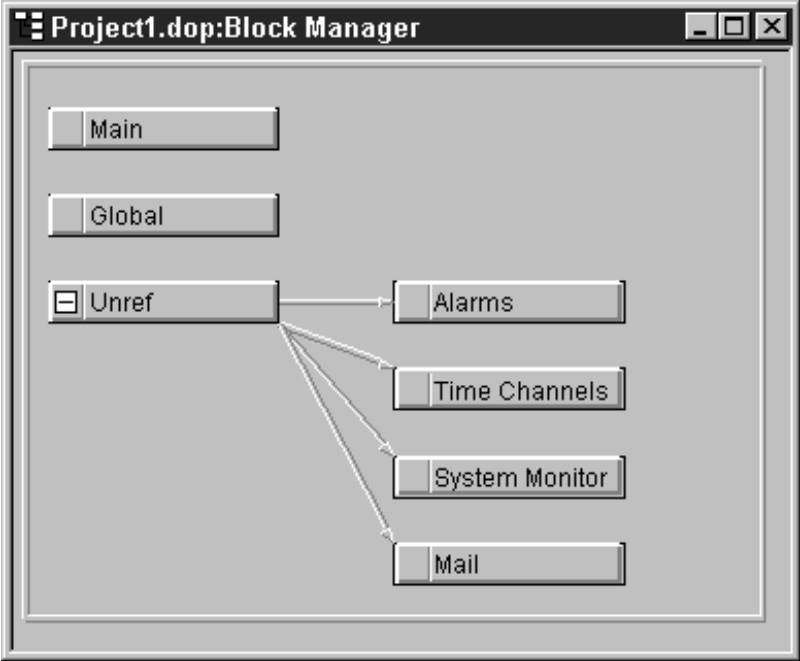 Project1.dop:Block Manager
Main
Global
Unref
Alarms
Time Channels
System Monitor
Mail